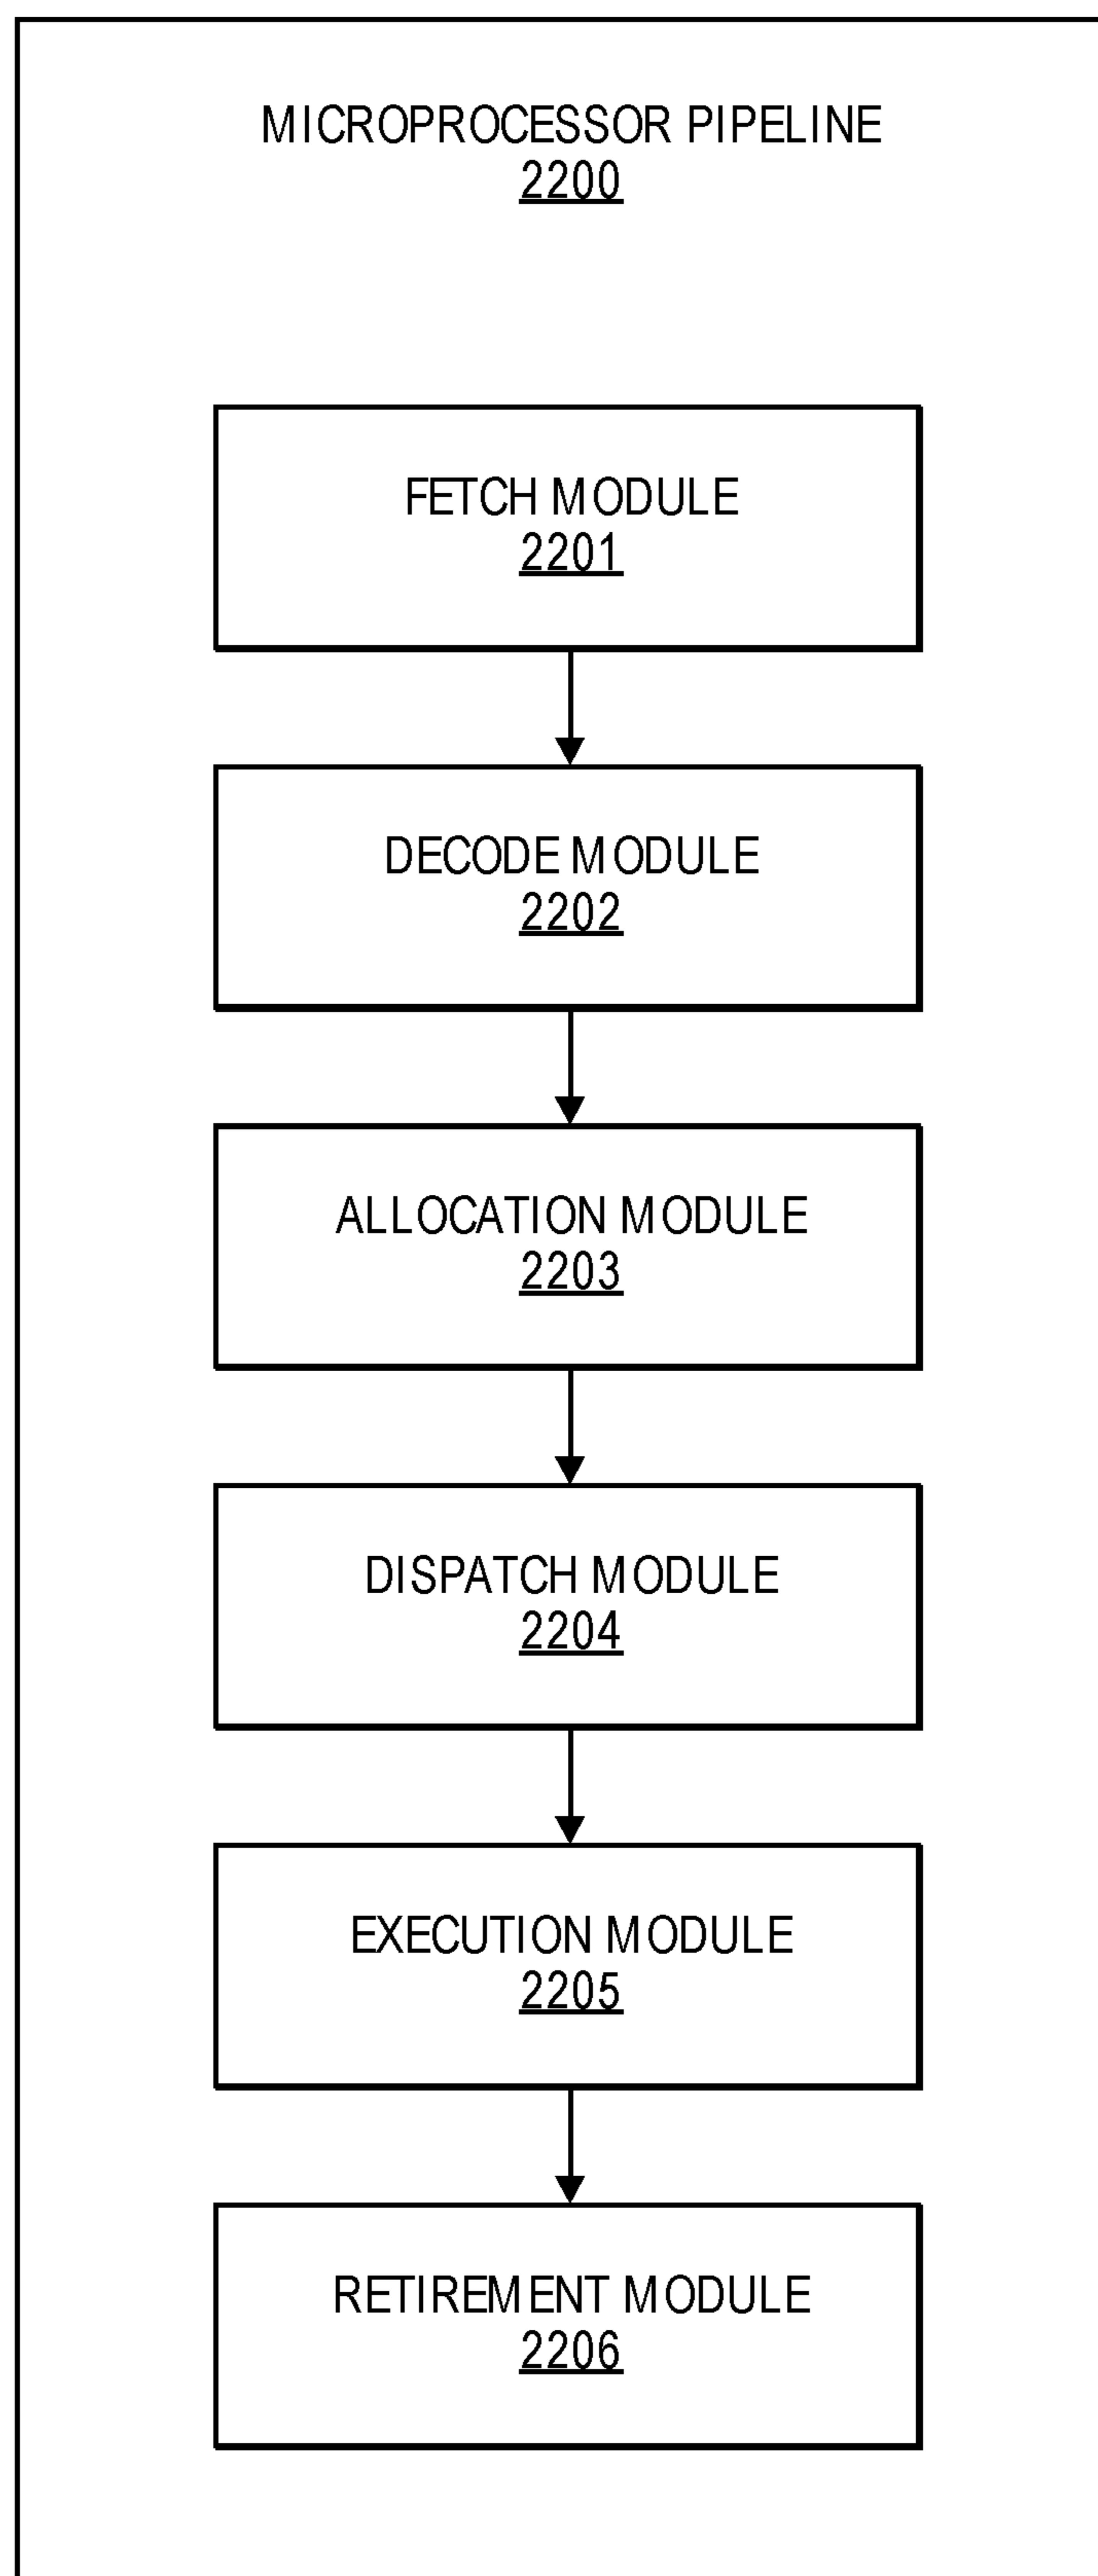 MICROPROCESSOR PIPELINE
2200
FETCH MODULE
2201
DECODE MODULE
2202
ALLOCATION MODULE
2203
DISPATCH MODULE
2204
EXECUTION MODULE
2205
RETIREMENT MODULE
2206